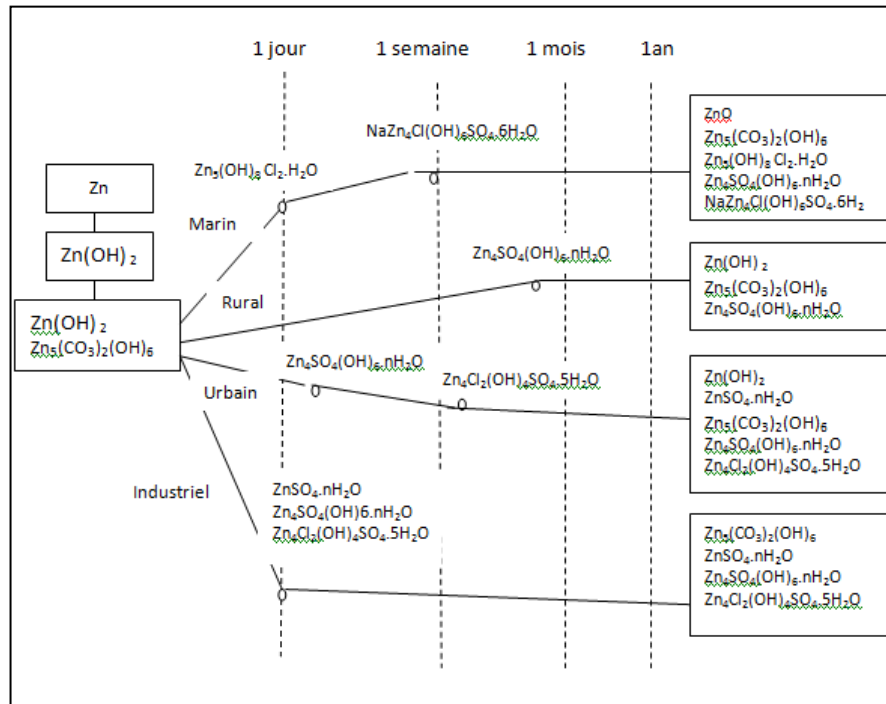 1 jour 1 semaine 1 mois 1an
NaZn₄Cl(OH)₆SO₄.6H₂O
Zn₅(OH)₈ Cl₂.H₂O
Zn
Marin
Zn(OH) ₂
Rural
Zn₄SO₄(OH)₆.nH₂O
Zn(OH) ₂
Zn₅(CO₃)₂(OH)₆
Urbain
Zn₄SO₄(OH)₆.nH₂O
Zn₄Cl₂(OH)₄SO₄.5H₂O
Industriel
ZnSO₄.nH₂O
Zn₄SO₄(OH)6.nH₂O
Zn₄Cl₂(OH)₄SO₄.5H₂O
ZnO
Zn₅(CO₃)₂(OH)₆
Zn₅(OH)₈ Cl₂.H₂O
Zn₄SO₄(OH)₆.nH₂O
NaZn₄Cl(OH)₆SO₄.6H₂
Zn(OH) ₂
Zn₅(CO₃)₂(OH)₆
Zn₄SO₄(OH)₆.nH₂O
Zn(OH)₂
ZnSO₄.nH₂O
Zn₅(CO₃)₂(OH)₆
Zn₄SO₄(OH)₆.nH₂O
Zn₄Cl₂(OH)₄SO₄.5H₂O
Zn₅(CO₃)₂(OH)₆
ZnSO₄.nH₂O
Zn₄SO₄(OH)₆.nH₂O
Zn₄Cl₂(OH)₄SO₄.5H₂O